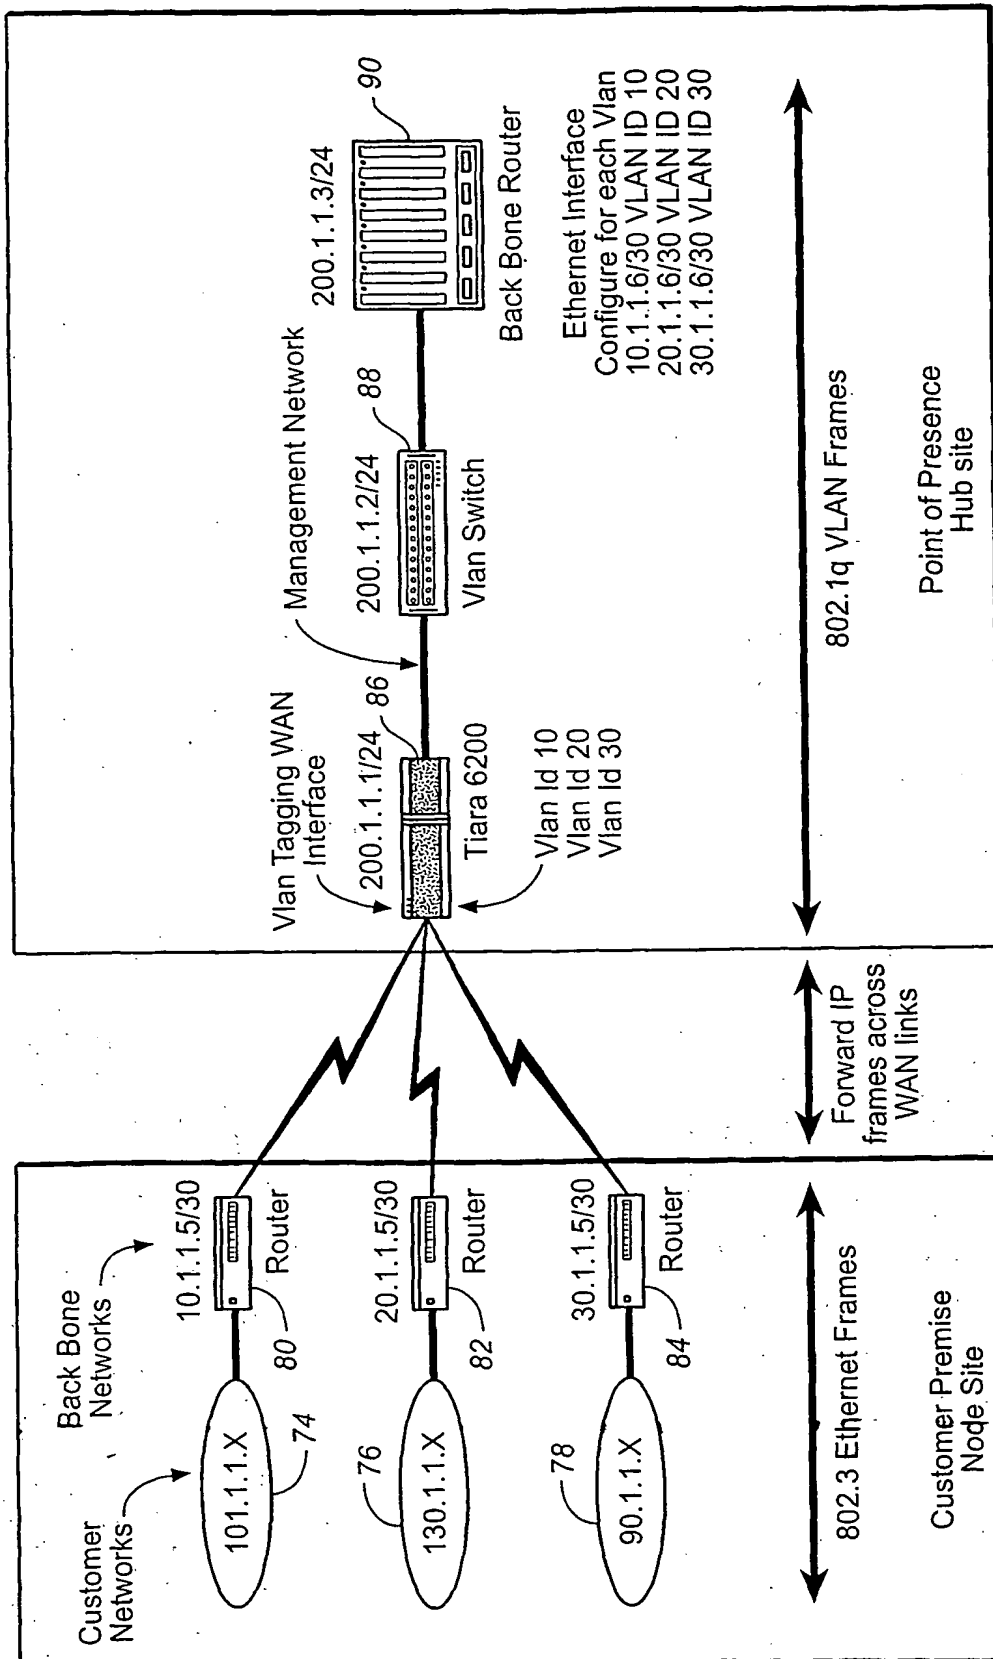 Customer
Networks
Back Bone
Networks
101.1.1.X
74
10.1.1.5/30
Router
80
130.1.1.X
76
20.1.1.5/30
Router
82
90.1.1.X
78
30.1.1.5/30
Router
84
802.3 Ethernet Frames
Customer Premise
Node Site
Forward IP
frames across
WAN links
Vlan Tagging WAN
Interface
200.1.1.1/24
86
Tiara 6200
Vlan Id 10
Vlan Id 20
Vlan Id 30
Management Network
200.1.1.2/24
88
Vlan Switch
200.1.1.3/24
90
Back Bone Router
Ethernet Interface
Configure for each Vlan
10.1.1.6/30 VLAN ID 10
20.1.1.6/30 VLAN ID 20
30.1.1.6/30 VLAN ID 30
802.1q VLAN Frames
Point of Presence
Hub site